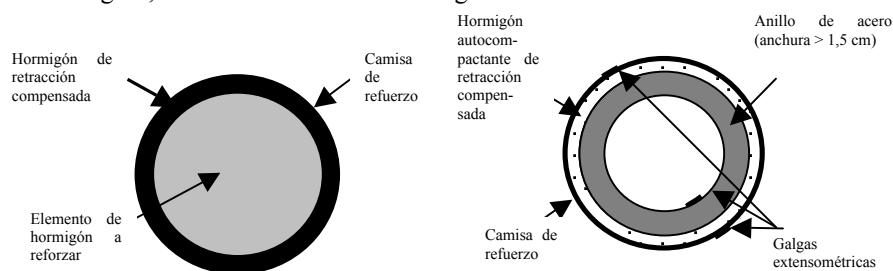 Hormigón de
retracción
compensada
Camisa
de
refuerzo
Elemento de
hormigón a
reforzar
Hormigón
autocom-
pactante de
retracción
compen-
sada
Anillo de acero
(anchura > 1,5 cm)
Camisa de
refuerzo
Galgas
extensométricas